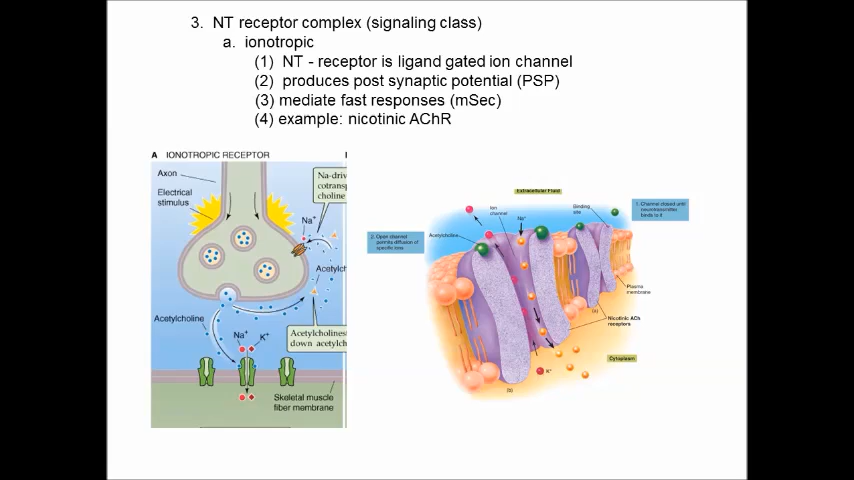 3. NT receptor complex (signaling class)
a. ionotropic
(1) NT - receptor is ligand gated ion channel
(2) produces post synaptic potential (PSP)
(3) mediate fast responses (mSec)
(4) example: nicotinic AChR
A IONOTROPIC RECEPTOR
Axon
Electrical
stimulus
Na-driv
cotransp
choline
Na+
Acetylch
Acetylcholine
Acetylcholines
down acetylch
Na+
K+
Skeletal muscle
fiber membrane
Extracellular Fluid
1. Channel closed until
neurotransmitter
binds to it
Ion
channel
Na+
Binding
site
Acetylcholine
2. Open channel
permits diffusion of
specific ions
Plasma
membrane
(a)
Nicotinic ACh
receptors
Cytoplasm
K+
(b)